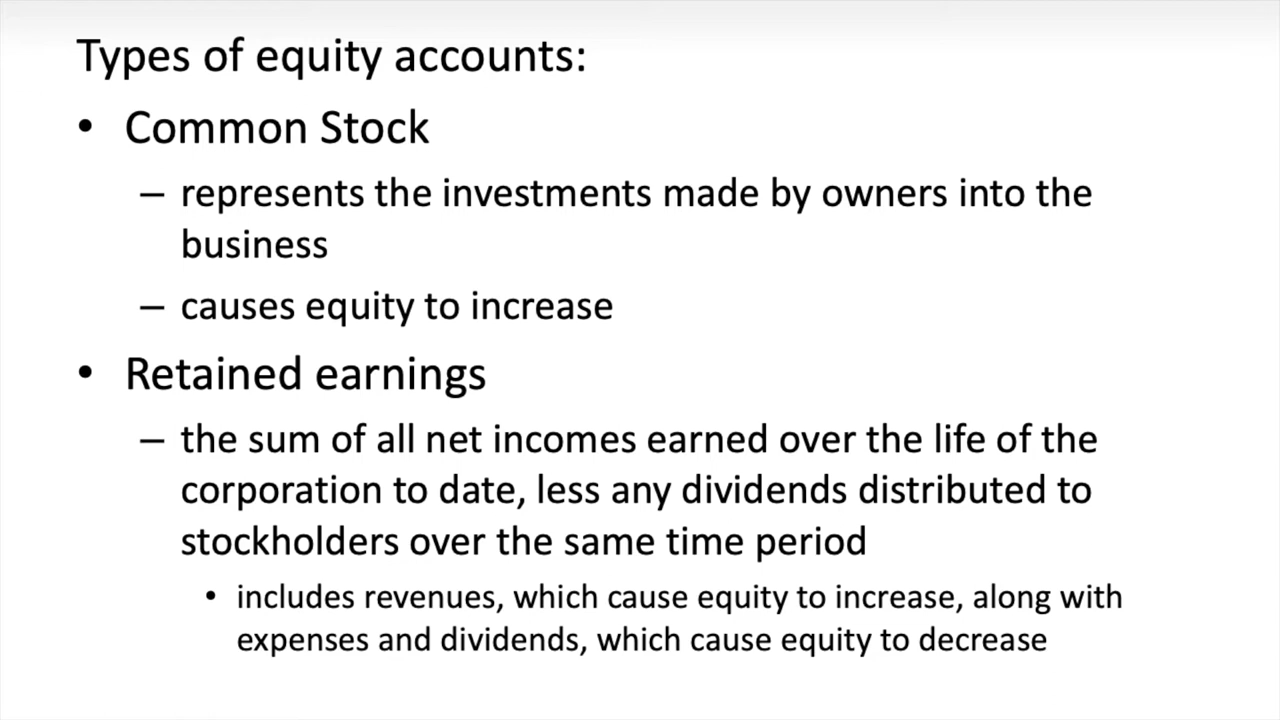 Types of equity accounts:
• Common Stock
– represents the investments made by owners into the
business
– causes equity to increase
• Retained earnings
– the sum of all net incomes earned over the life of the
corporation to date, less any dividends distributed to
stockholders over the same time period
• includes revenues, which cause equity to increase, along with
expenses and dividends, which cause equity to decrease